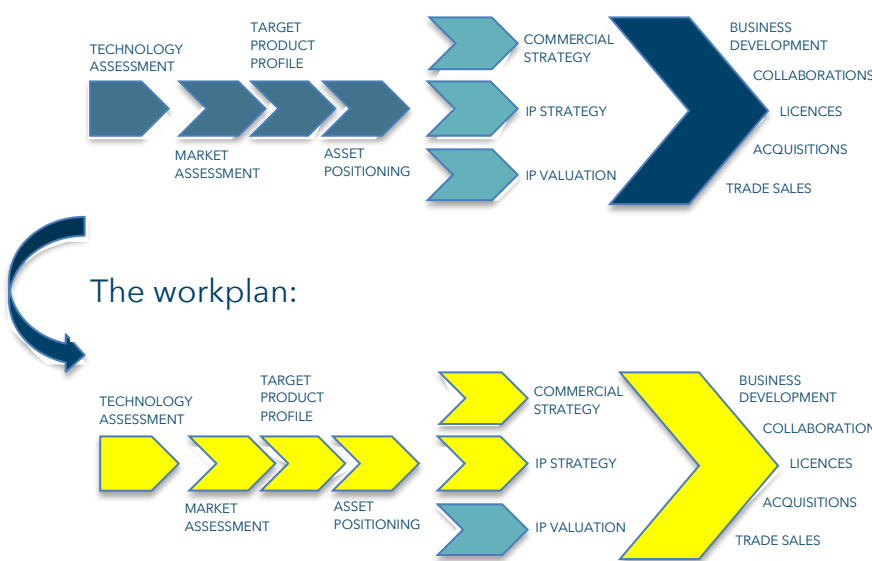 TECHNOLOGY
ASSESSMENT
TARGET
PRODUCT
PROFILE
MARKET
ASSESSMENT
ASSET
POSITIONING
COMMERCIAL
STRATEGY
IP STRATEGY
IP VALUATION
BUSINESS
DEVELOPMENT
COLLABORATIONS
LICENCES
ACQUISITIONS
TRADE SALES
The workplan:
TECHNOLOGY
ASSESSMENT
TARGET
PRODUCT
PROFILE
MARKET
ASSESSMENT
ASSET
POSITIONING
COMMERCIAL
STRATEGY
IP STRATEGY
IP VALUATION
BUSINESS
DEVELOPMENT
COLLABORATION
LICENCES
ACQUISITIONS
TRADE SALES